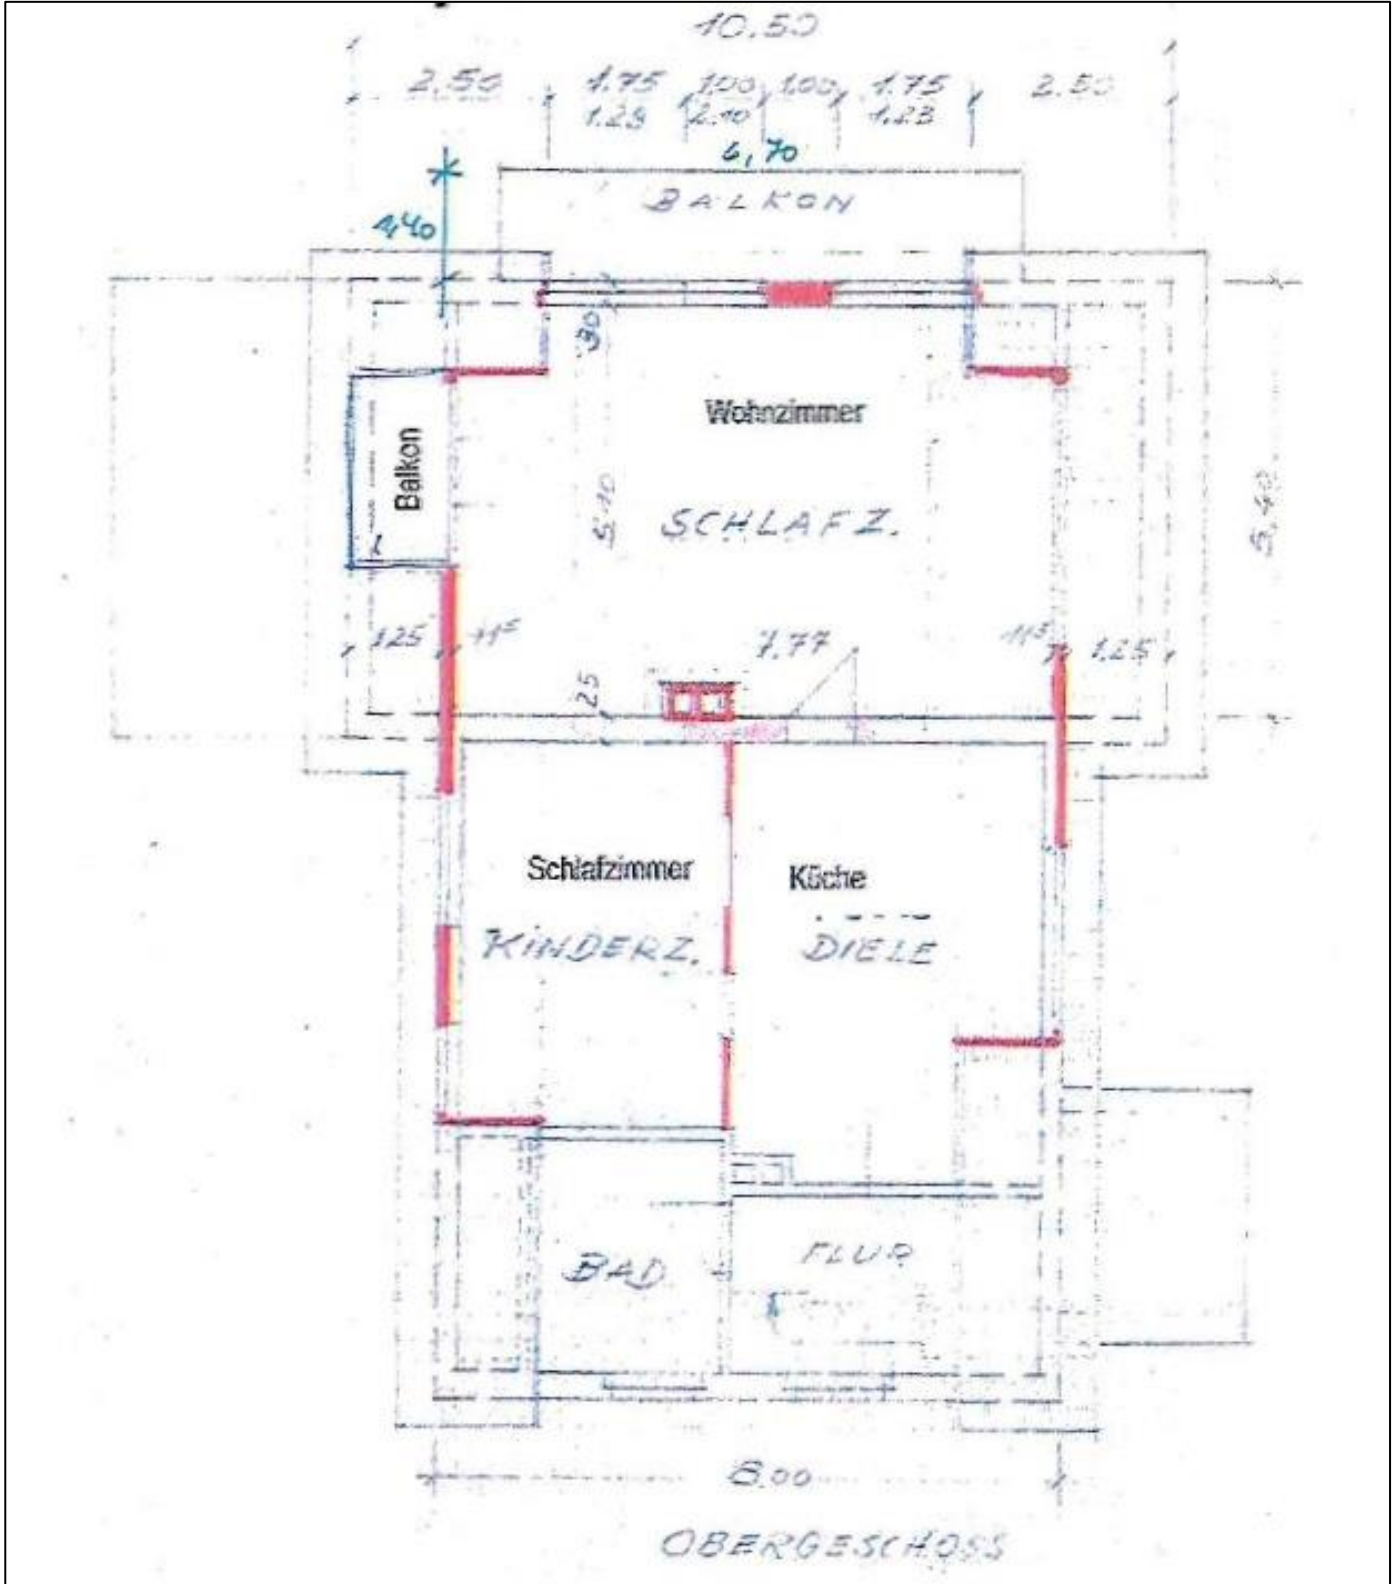 10.50
2.50 1.75 1.00 1.00 1.75 2.50
1.23 2.10 1.23
6,70
BALKON
1,40
30
Wohnzimmer
Balkon
5.10
SCHLAFZ.
5,40
1.25 11⁵ 7.77 11⁵ 1.25
25
Schlafzimmer
Küche
KINDERZ.
DIELE
BAD
FLUR
8.00
OBERGESCHOSS